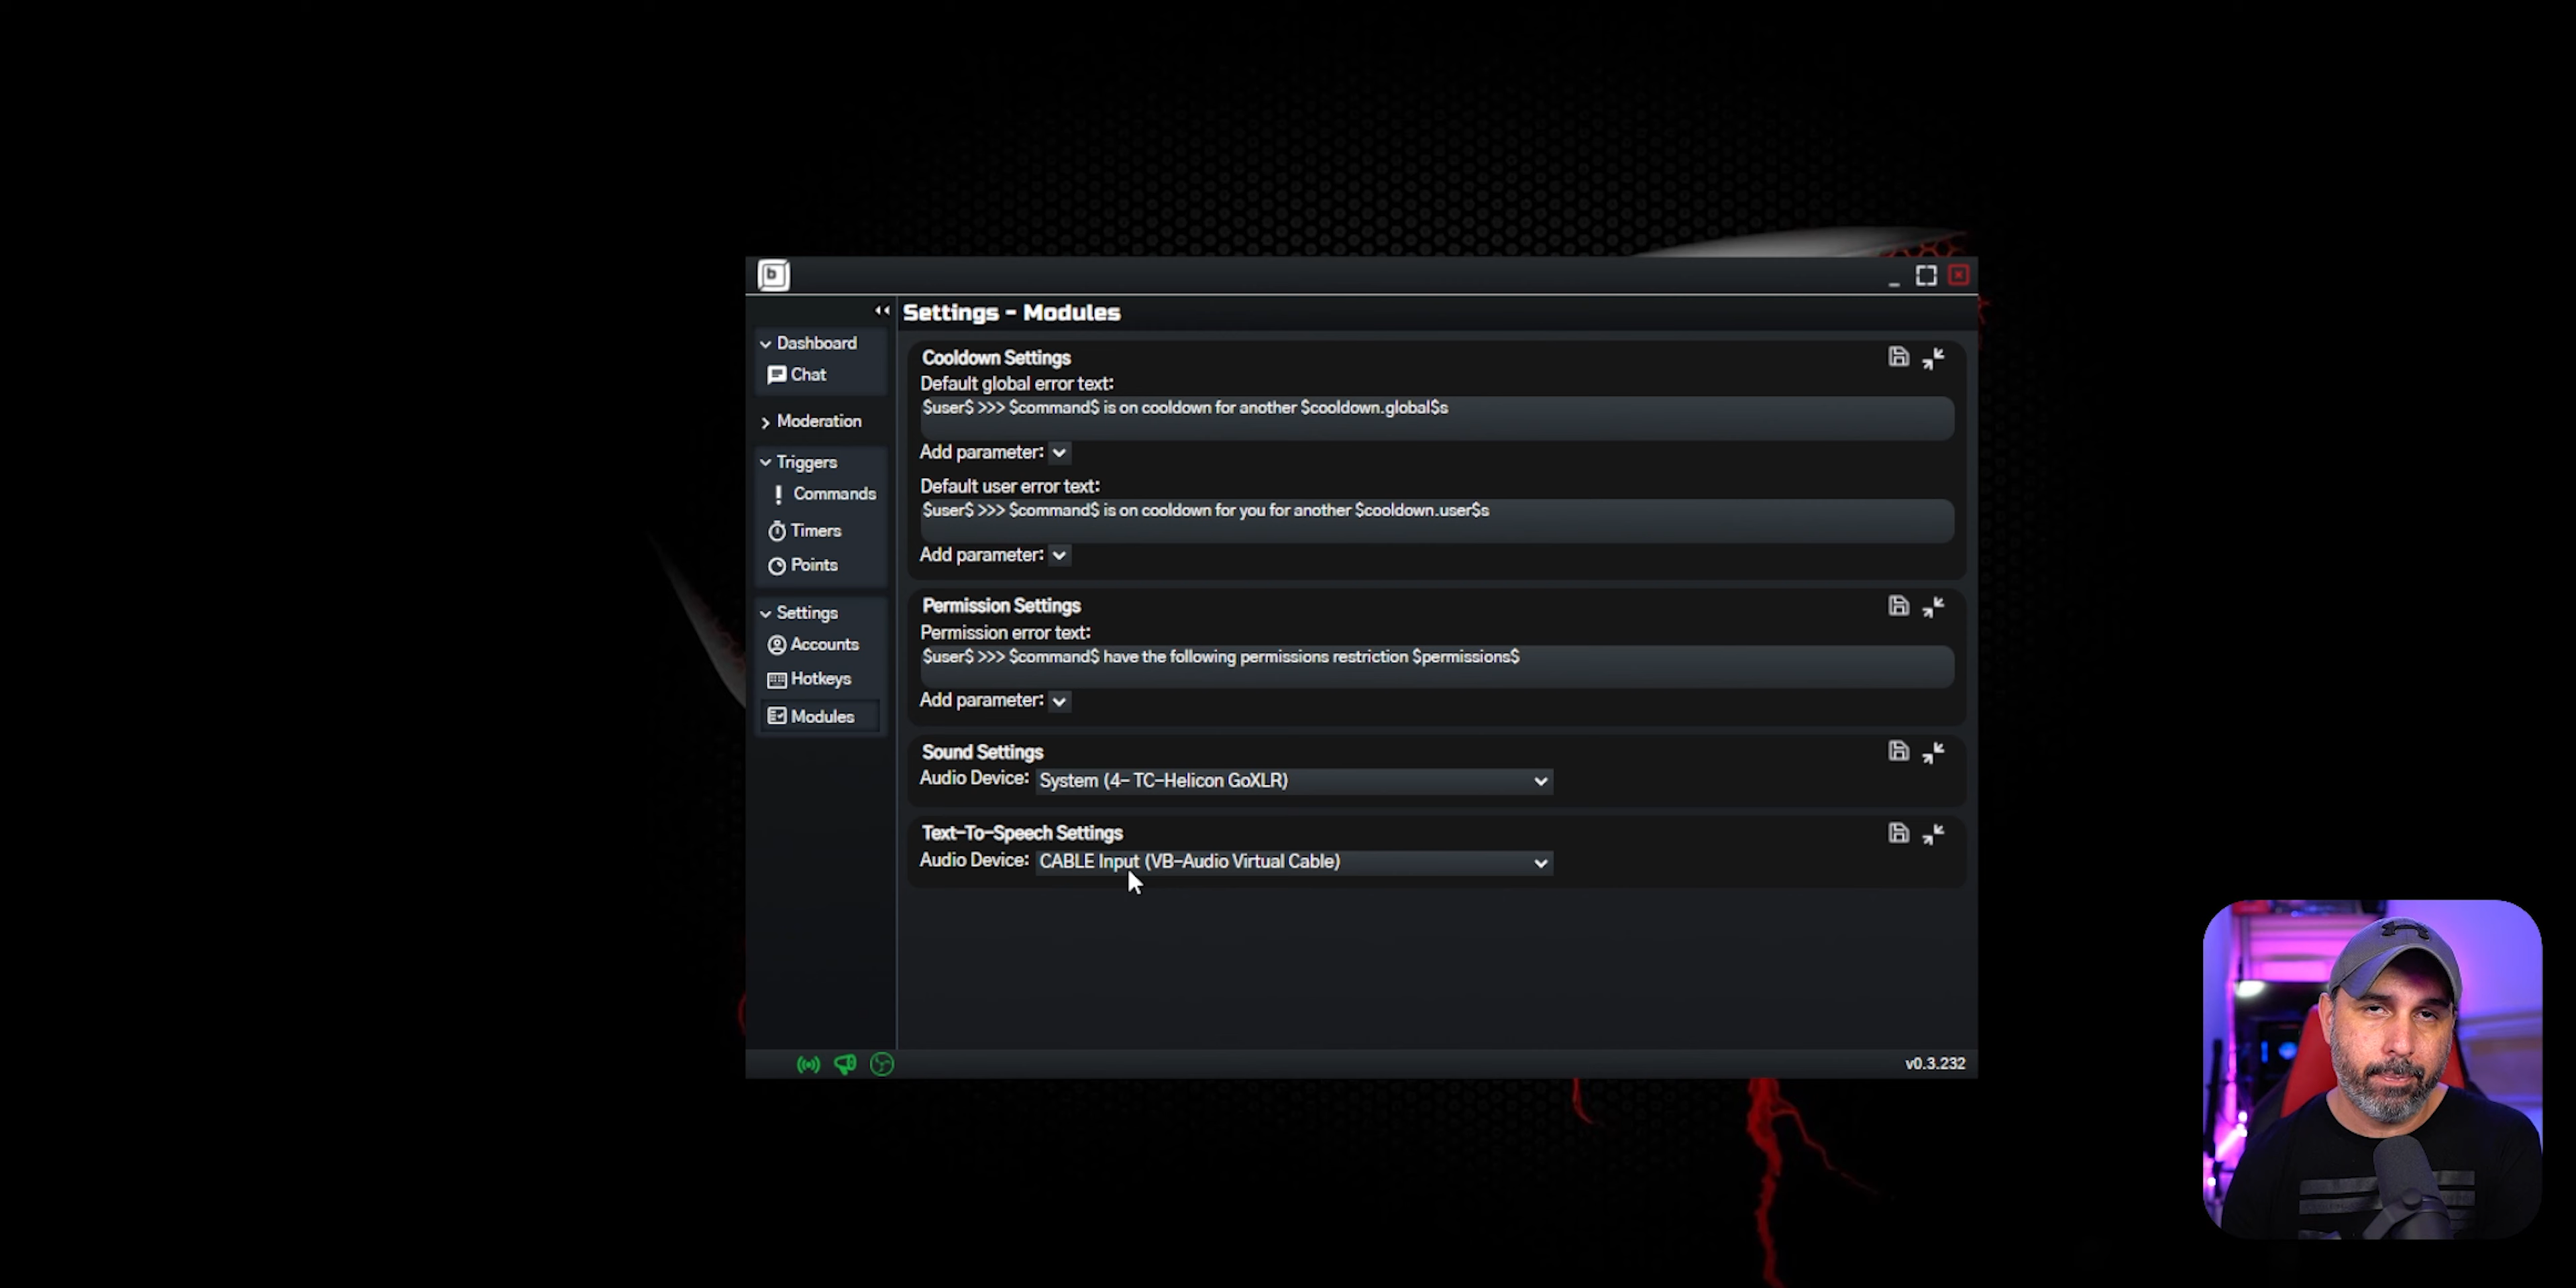 b
Settings - Modules
Dashboard
Chat
Moderation
Triggers
Commands
Timers
Points
Settings
Accounts
Hotkeys
Modules
Cooldown Settings
Default global error text:
$user$ >>> $command$ is on cooldown for another $cooldown.global$s
Add parameter:
Default user error text:
$user$ >>> $command$ is on cooldown for you for another $cooldown.user$s
Add parameter:
Permission Settings
Permission error text:
$user$ >>> $command$ have the following permissions restriction $permissions$
Add parameter:
Sound Settings
Audio Device: System (4- TC-Helicon GoXLR)
Text-To-Speech Settings
Audio Device: CABLE Input (VB-Audio Virtual Cable)
v0.3.232